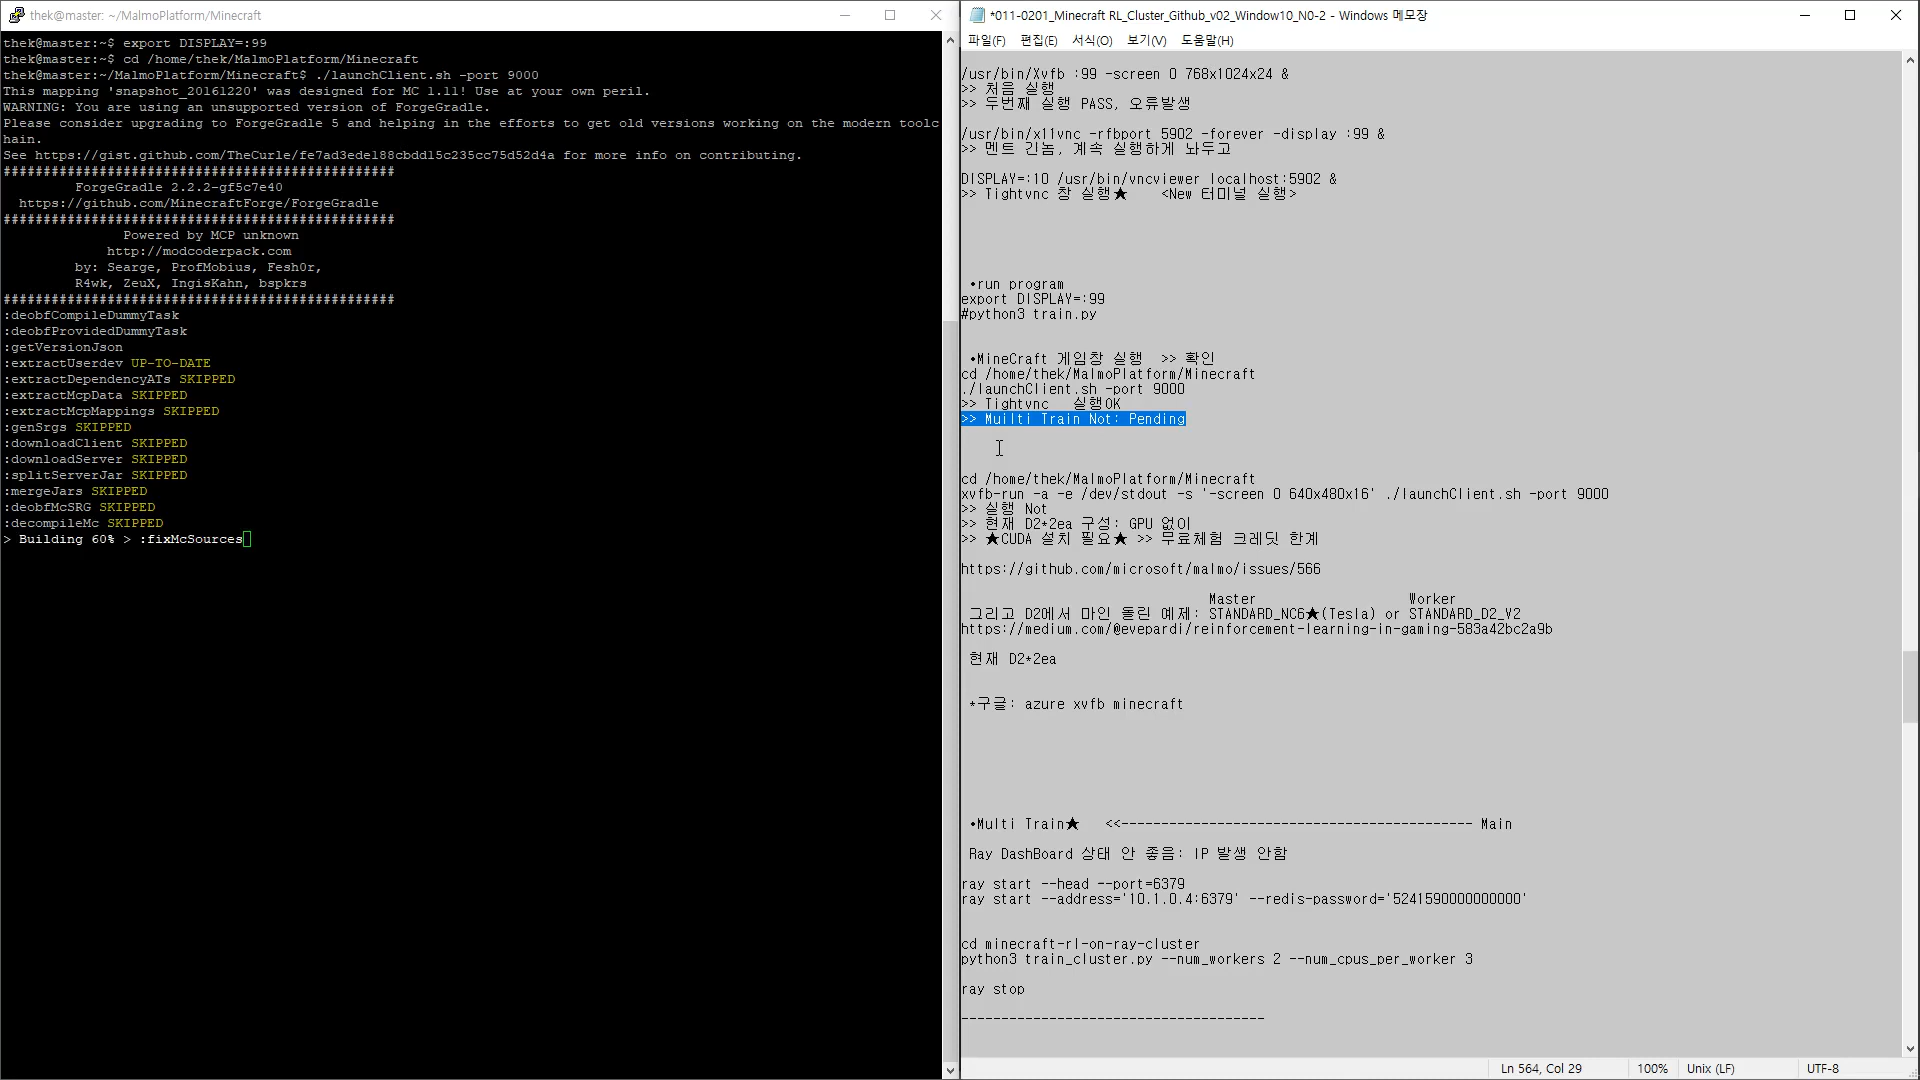 thek@master: ~/MalmoPlatform/Minecraft
thek@master:~$ export DISPLAY=:99
thek@master:~$ cd /home/thek/MalmoPlatform/Minecraft
thek@master:~/MalmoPlatform/Minecraft$ ./launchClient.sh -port 9000
This mapping 'snapshot_20161220' was designed for MC 1.11! Use at your own peril.
WARNING: You are using an unsupported version of ForgeGradle.
Please consider upgrading to ForgeGradle 5 and helping in the efforts to get old versions working on the modern toolc
hain.
See https://gist.github.com/TheCurle/fe7ad3ede188cbdd15c235cc75d52d4a for more info on contributing.
#################################################
ForgeGradle 2.2.2-gf5c7e40
https://github.com/MinecraftForge/ForgeGradle
#################################################
Powered by MCP unknown
http://modcoderpack.com
by: Searge, ProfMobius, Fesh0r,
R4wk, ZeuX, IngisKahn, bspkrs
#################################################
:deobfCompileDummyTask
:deobfProvidedDummyTask
:getVersionJson
:extractUserdev UP-TO-DATE
:extractDependencyATs SKIPPED
:extractMcpData SKIPPED
:extractMcpMappings SKIPPED
:genSrgs SKIPPED
:downloadClient SKIPPED
:downloadServer SKIPPED
:splitServerJar SKIPPED
:mergeJars SKIPPED
:deobfMcSRG SKIPPED
:decompileMc SKIPPED
> Building 60% > :fixMcSources
*011-0201_Minecraft RL_Cluster_Github_v02_Window10_N0-2 - Windows 메모장
파일(F) 편집(E) 서식(O) 보기(V) 도움말(H)
/usr/bin/Xvfb :99 -screen 0 768x1024x24 &
>> 처음 실행
>> 두번째 실행 PASS, 오류발생
/usr/bin/x11vnc -rfbport 5902 -forever -display :99 &
>> 멘트 긴놈, 계속 실행하게 놔두고
DISPLAY=:10 /usr/bin/vncviewer localhost:5902 &
>> Tightvnc 창 실행★ <New 터미널 실행>
•run program
export DISPLAY=:99
#python3 train.py
•MineCraft 게임창 실행 >> 확인
cd /home/thek/MalmoPlatform/Minecraft
./launchClient.sh -port 9000
>> Tightvnc 실행OK
>> Muilti Train Not: Pending
cd /home/thek/MalmoPlatform/Minecraft
xvfb-run -a -e /dev/stdout -s '-screen 0 640x480x16' ./launchClient.sh -port 9000
>> 실행 Not
>> 현재 D2*2ea 구성: GPU 없이
>> ★CUDA 설치 필요★ >> 무료체험 크레딧 한계
https://github.com/microsoft/malmo/issues/566
Master Worker
그리고 D2에서 마인 돌린 예제: STANDARD_NC6★(Tesla) or STANDARD_D2_V2
https://medium.com/@evepardi/reinforcement-learning-in-gaming-583a42bc2a9b
현재 D2*2ea
*구글: azure xvfb minecraft
•Multi Train★ <<-------------------------------------------- Main
Ray DashBoard 상태 안 좋음: IP 발생 안함
ray start --head --port=6379
ray start --address='10.1.0.4:6379' --redis-password='5241590000000000'
cd minecraft-rl-on-ray-cluster
python3 train_cluster.py --num_workers 2 --num_cpus_per_worker 3
ray stop
--------------------------------------
Ln 564, Col 29 100% Unix (LF) UTF-8